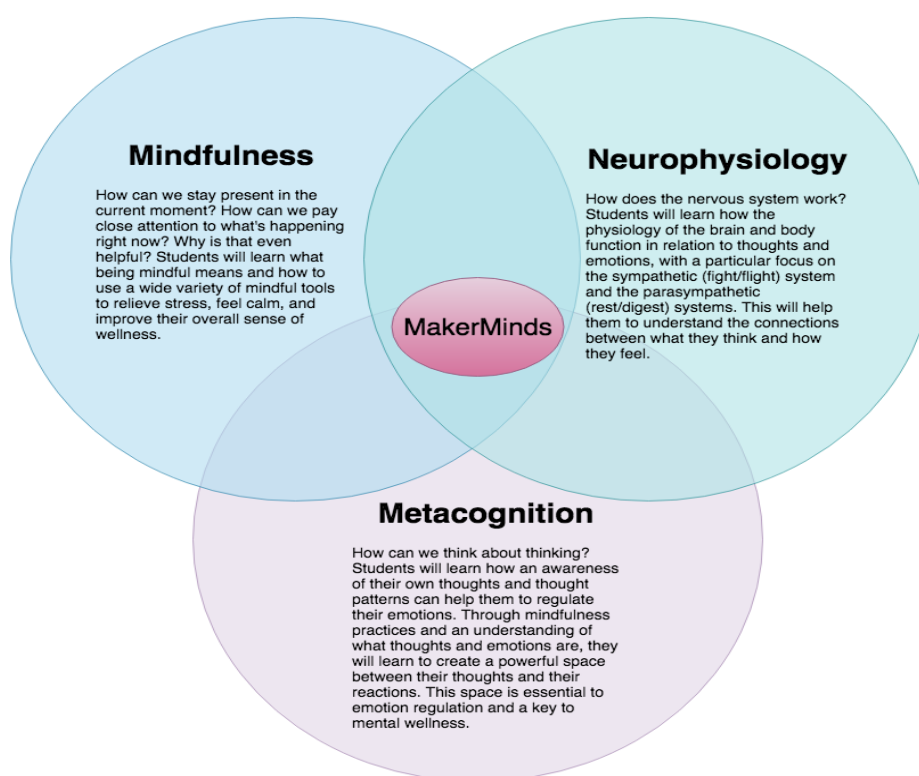 Mindfulness
How can we stay present in the
current moment? How can we pay
close attention to what's happening
right now? Why is that even
helpful? Students will learn what
being mindful means and how to
use a wide variety of mindful tools
to relieve stress, feel calm, and
improve their overall sense of
wellness.
Neurophysiology
How does the nervous system work?
Students will learn how the
physiology of the brain and body
function in relation to thoughts and
emotions, with a particular focus on
the sympathetic (fight/flight) system
and the parasympathetic
(rest/digest) systems. This will help
them to understand the connections
between what they think and how
they feel.
MakerMinds
Metacognition
How can we think about thinking?
Students will learn how an awareness
of their own thoughts and thought
patterns can help them to regulate
their emotions. Through mindfulness
practices and an understanding of
what thoughts and emotions are, they
will learn to create a powerful space
between their thoughts and their
reactions. This space is essential to
emotion regulation and a key to
mental wellness.